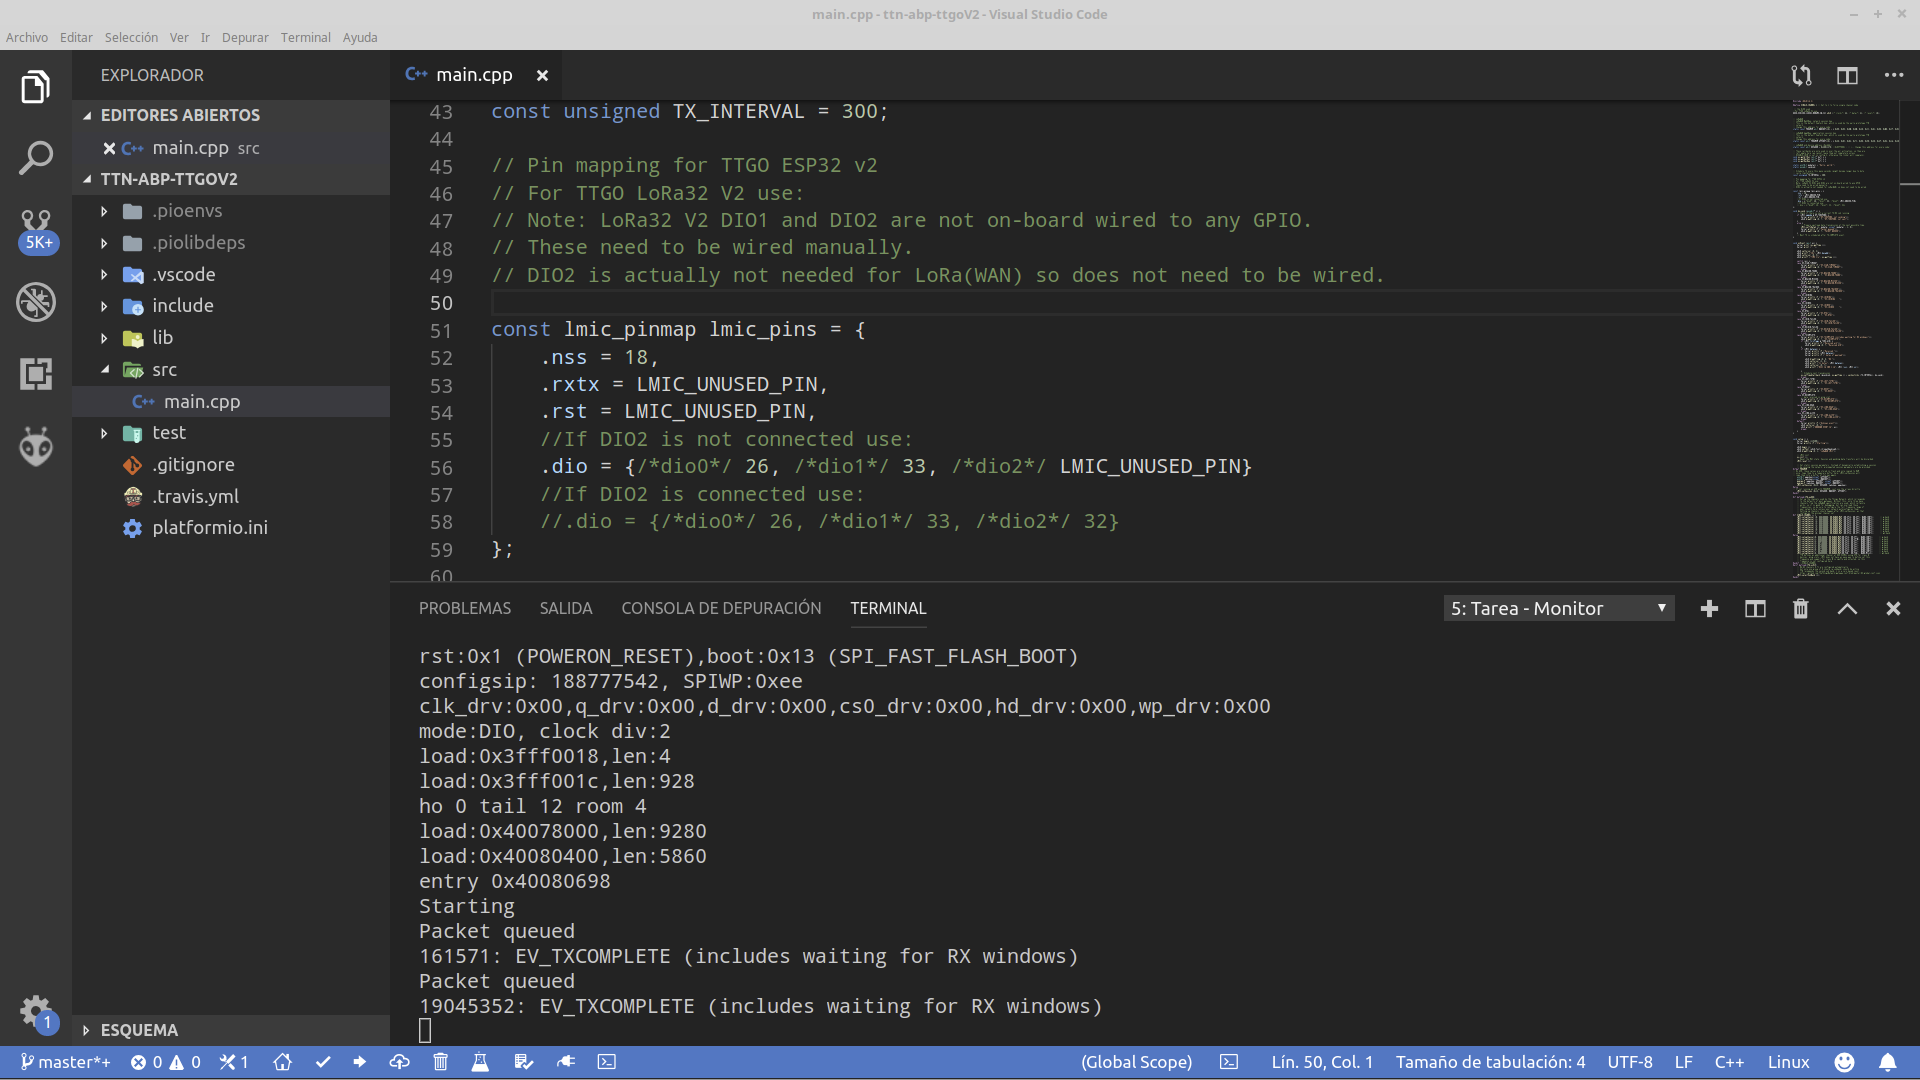 main.cpp - ttn-abp-ttgoV2 - Visual Studio Code
Archivo Editar Selección Ver Ir Depurar Terminal Ayuda
EXPLORADOR
EDITORES ABIERTOS
main.cpp src
TTN-ABP-TTGOV2
.pioenvs
.piolibdeps
.vscode
include
lib
src
main.cpp
test
.gitignore
.travis.yml
platformio.ini
ESQUEMA
5K+
1
main.cpp
43 const unsigned TX_INTERVAL = 300;
44
45 // Pin mapping for TTGO ESP32 v2
46 // For TTGO LoRa32 V2 use:
47 // Note: LoRa32 V2 DIO1 and DIO2 are not on-board wired to any GPIO.
48 // These need to be wired manually.
49 // DIO2 is actually not needed for LoRa(WAN) so does not need to be wired.
50
51 const lmic_pinmap lmic_pins = {
52 .nss = 18,
53 .rxtx = LMIC_UNUSED_PIN,
54 .rst = LMIC_UNUSED_PIN,
55 //If DIO2 is not connected use:
56 .dio = {/*dio0*/ 26, /*dio1*/ 33, /*dio2*/ LMIC_UNUSED_PIN}
57 //If DIO2 is connected use:
58 //.dio = {/*dio0*/ 26, /*dio1*/ 33, /*dio2*/ 32}
59 };
60
PROBLEMAS SALIDA CONSOLA DE DEPURACIÓN TERMINAL 5: Tarea - Monitor
rst:0x1 (POWERON_RESET),boot:0x13 (SPI_FAST_FLASH_BOOT)
configsip: 188777542, SPIWP:0xee
clk_drv:0x00,q_drv:0x00,d_drv:0x00,cs0_drv:0x00,hd_drv:0x00,wp_drv:0x00
mode:DIO, clock div:2
load:0x3fff0018,len:4
load:0x3fff001c,len:928
ho 0 tail 12 room 4
load:0x40078000,len:9280
load:0x40080400,len:5860
entry 0x40080698
Starting
Packet queued
161571: EV_TXCOMPLETE (includes waiting for RX windows)
Packet queued
19045352: EV_TXCOMPLETE (includes waiting for RX windows)
master*+ 0 0 1 (Global Scope) Lín. 50, Col. 1 Tamaño de tabulación: 4 UTF-8 LF C++ Linux